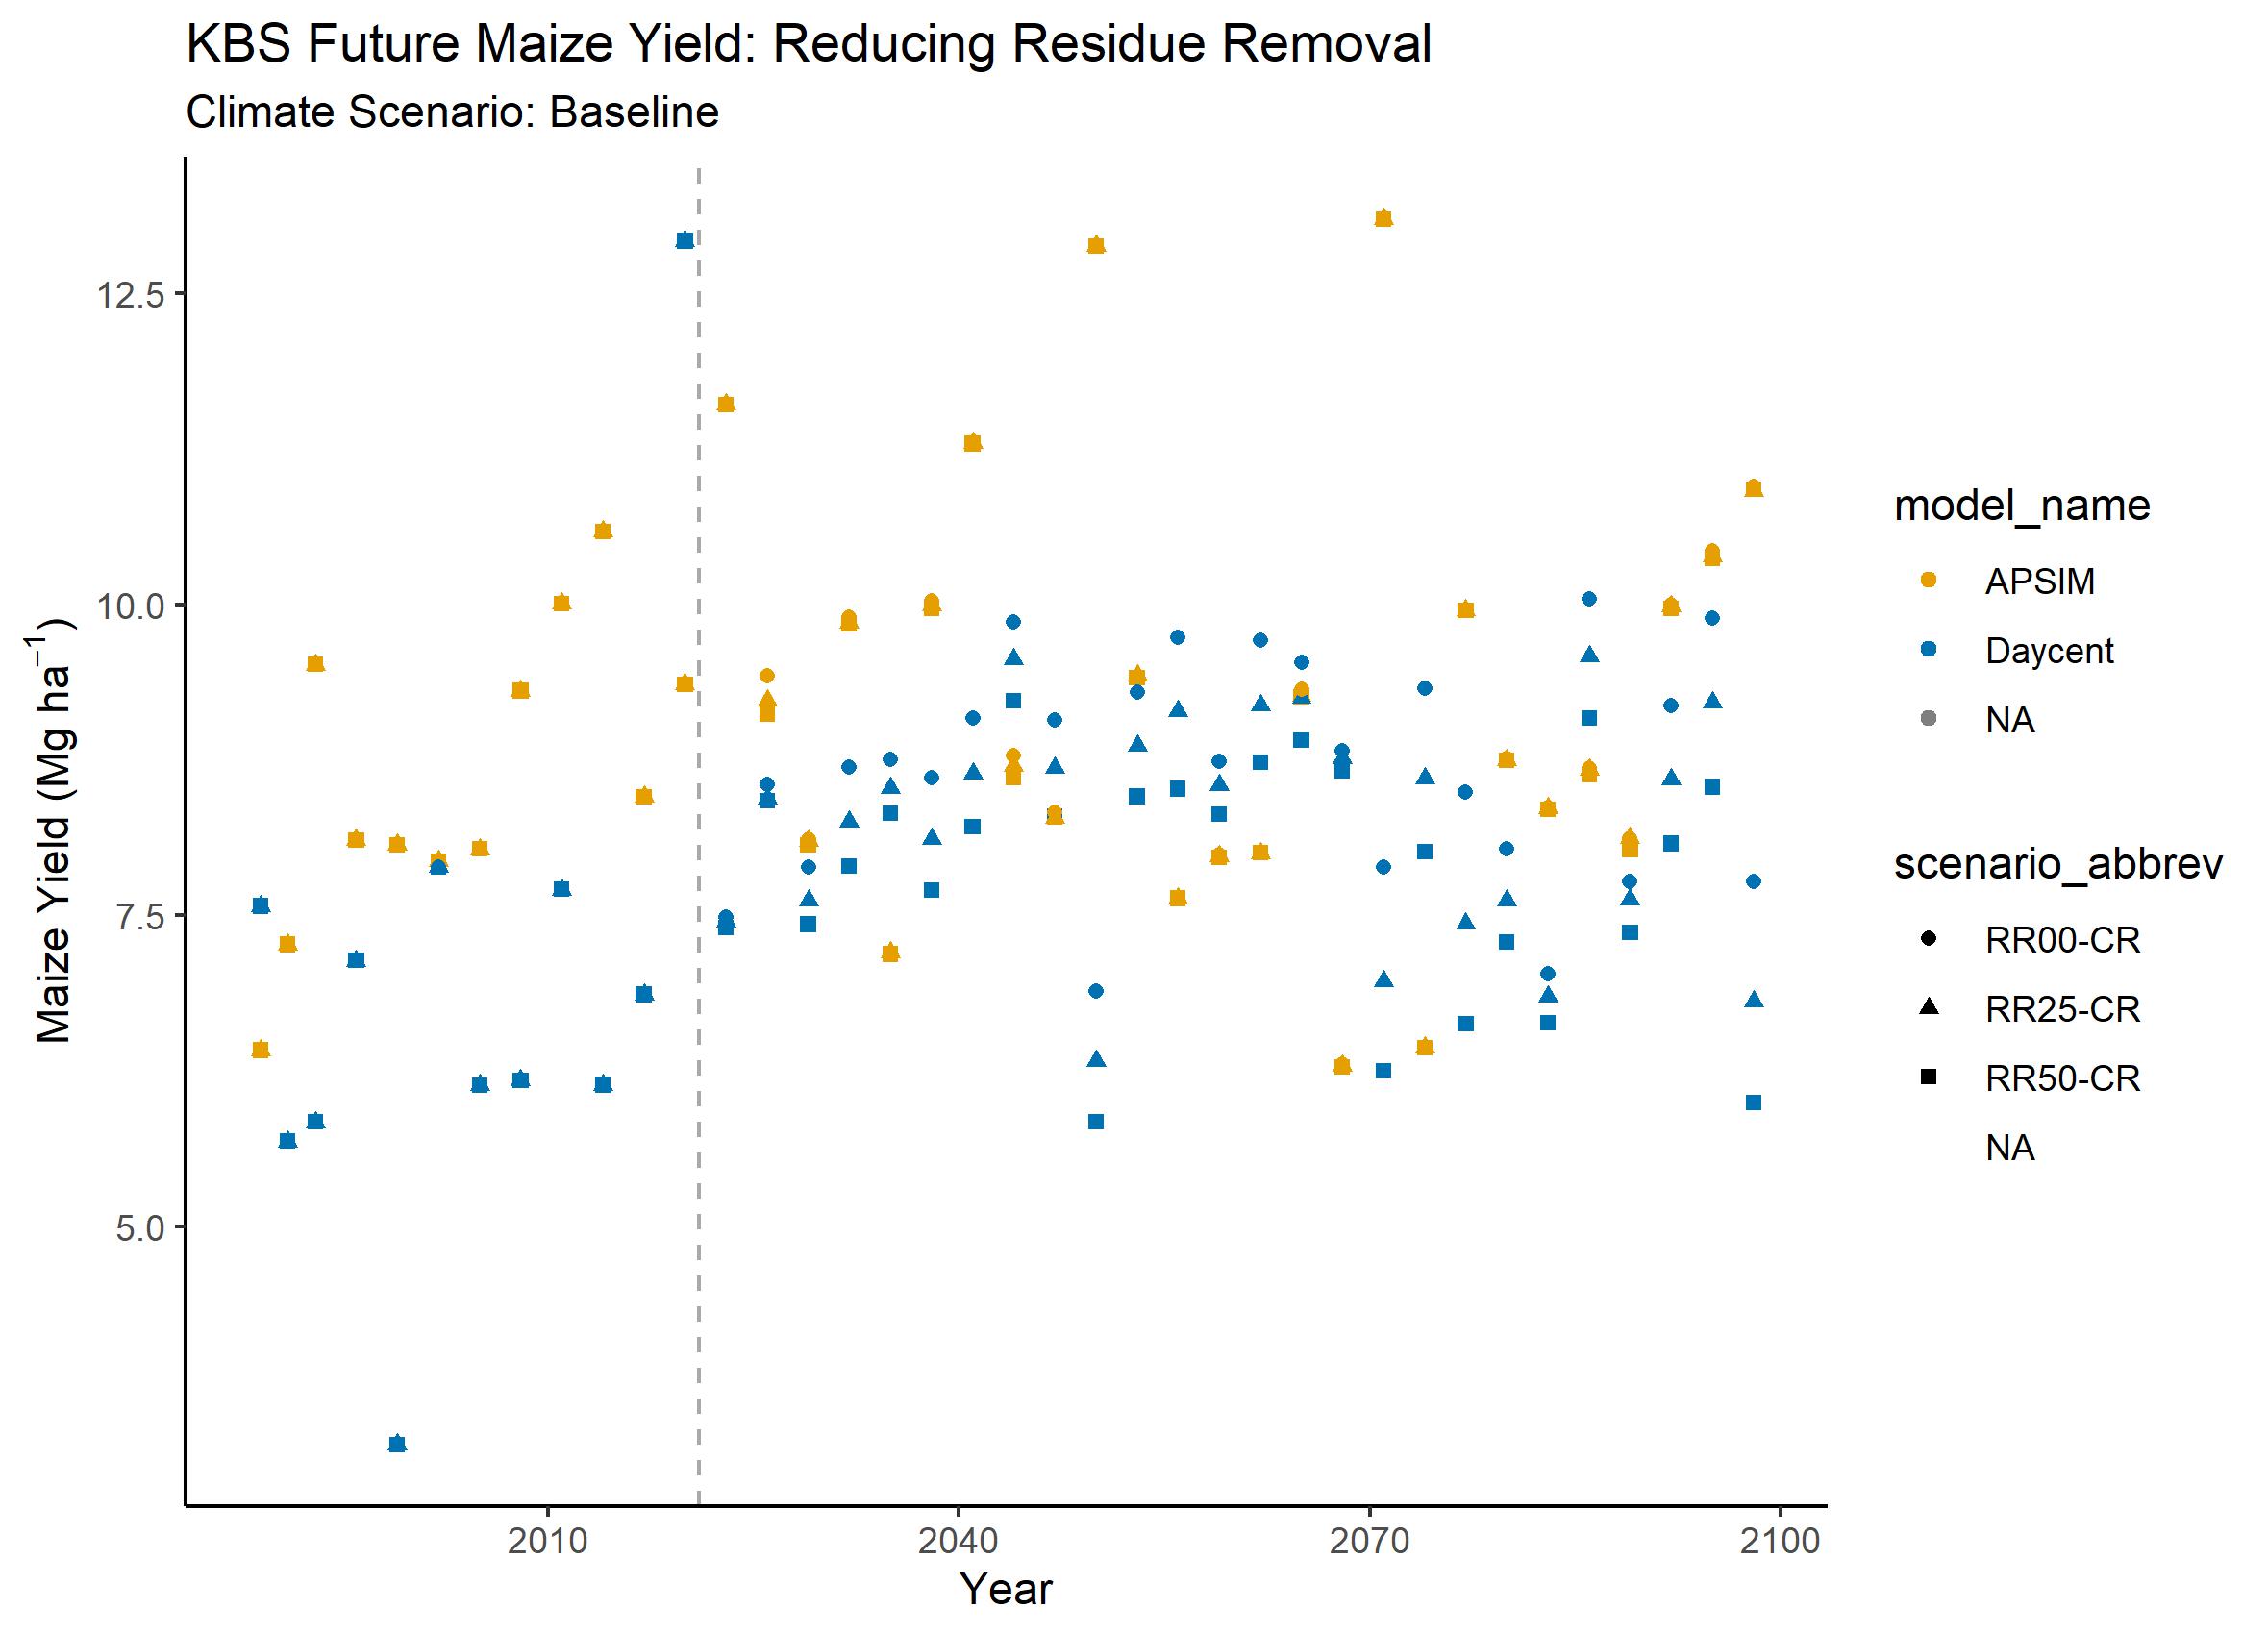 KBS Future Maize Yield: Reducing Residue Removal
Climate Scenario: Baseline
Maize Yield (Mg ha⁻¹)
12.5
10.0
7.5
5.0
2010
2040
2070
2100
Year
model_name
APSIM
Daycent
NA
scenario_abbrev
RR00-CR
RR25-CR
RR50-CR
NA